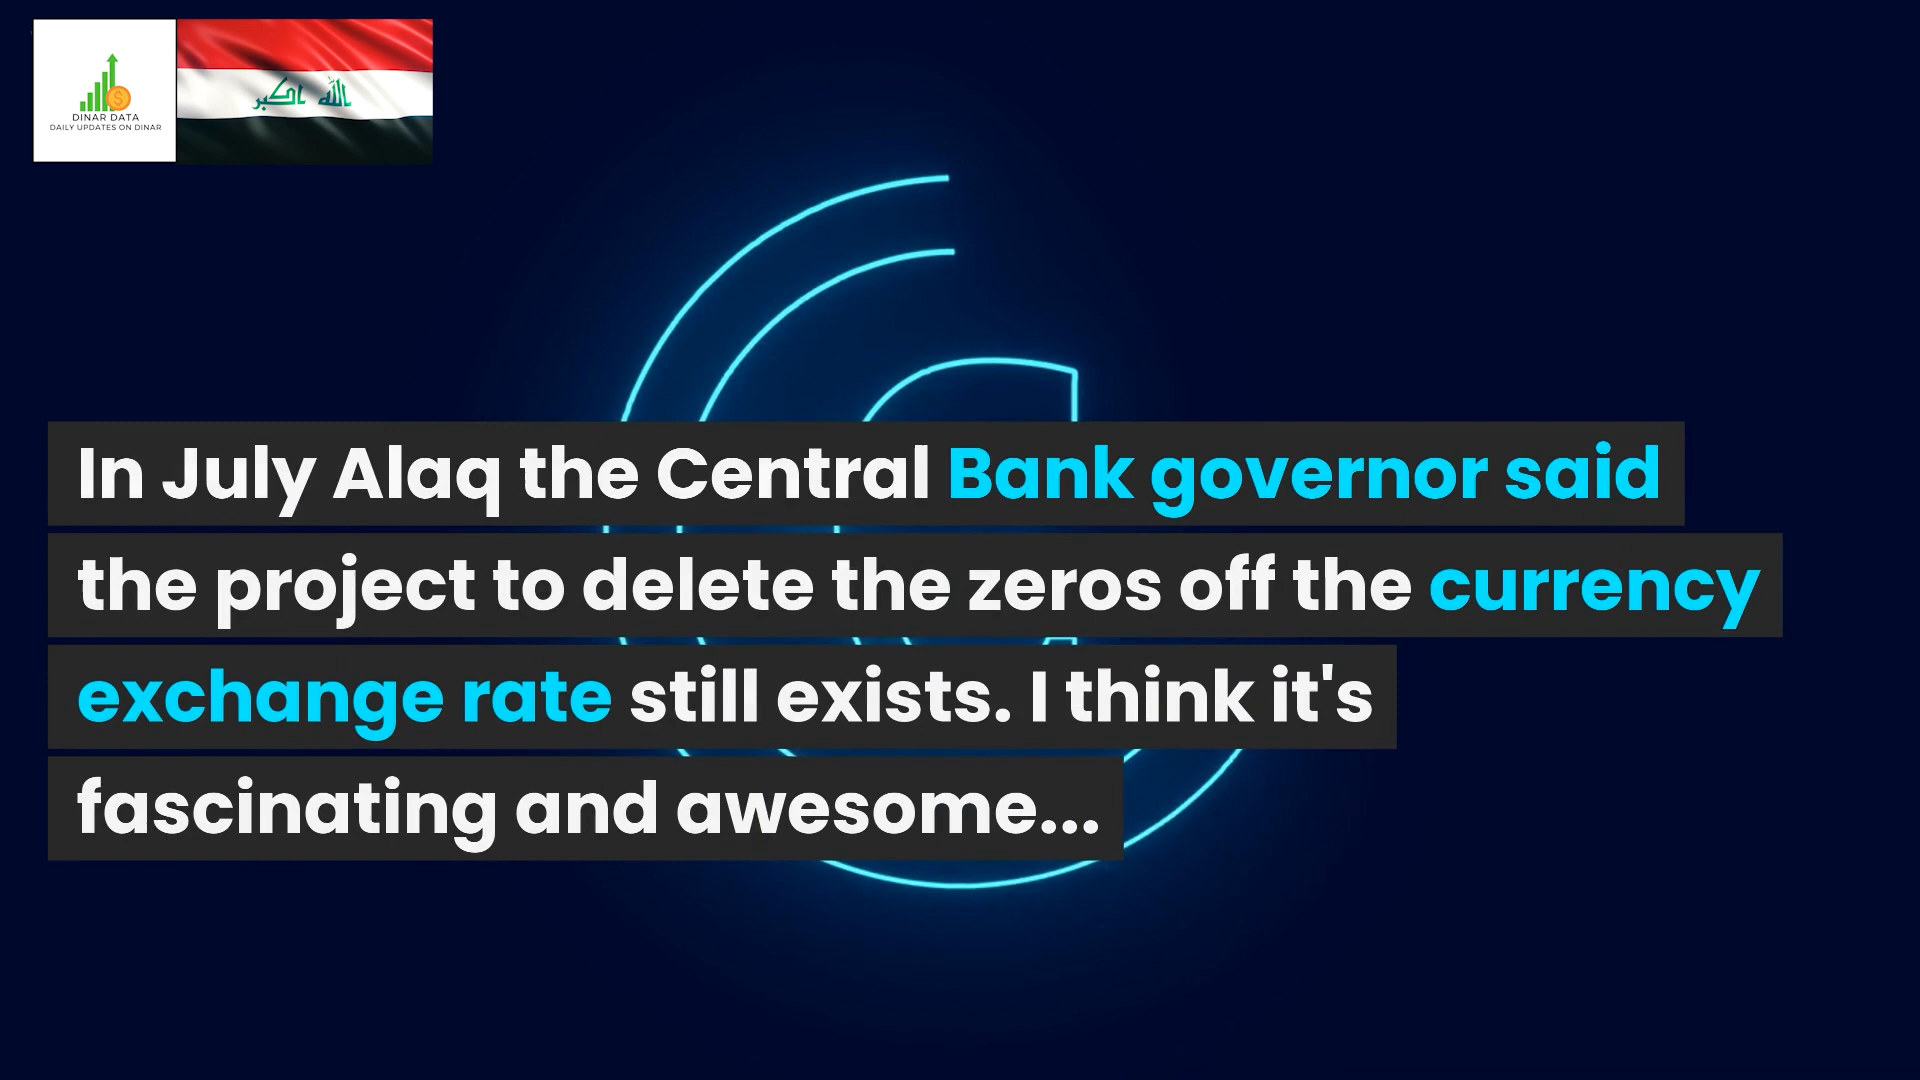 DINAR DATA
DAILY UPDATES ON DINAR
الله اكبر
In July Alaq the Central Bank governor said
the project to delete the zeros off the currency
exchange rate still exists. I think it's
fascinating and awesome...